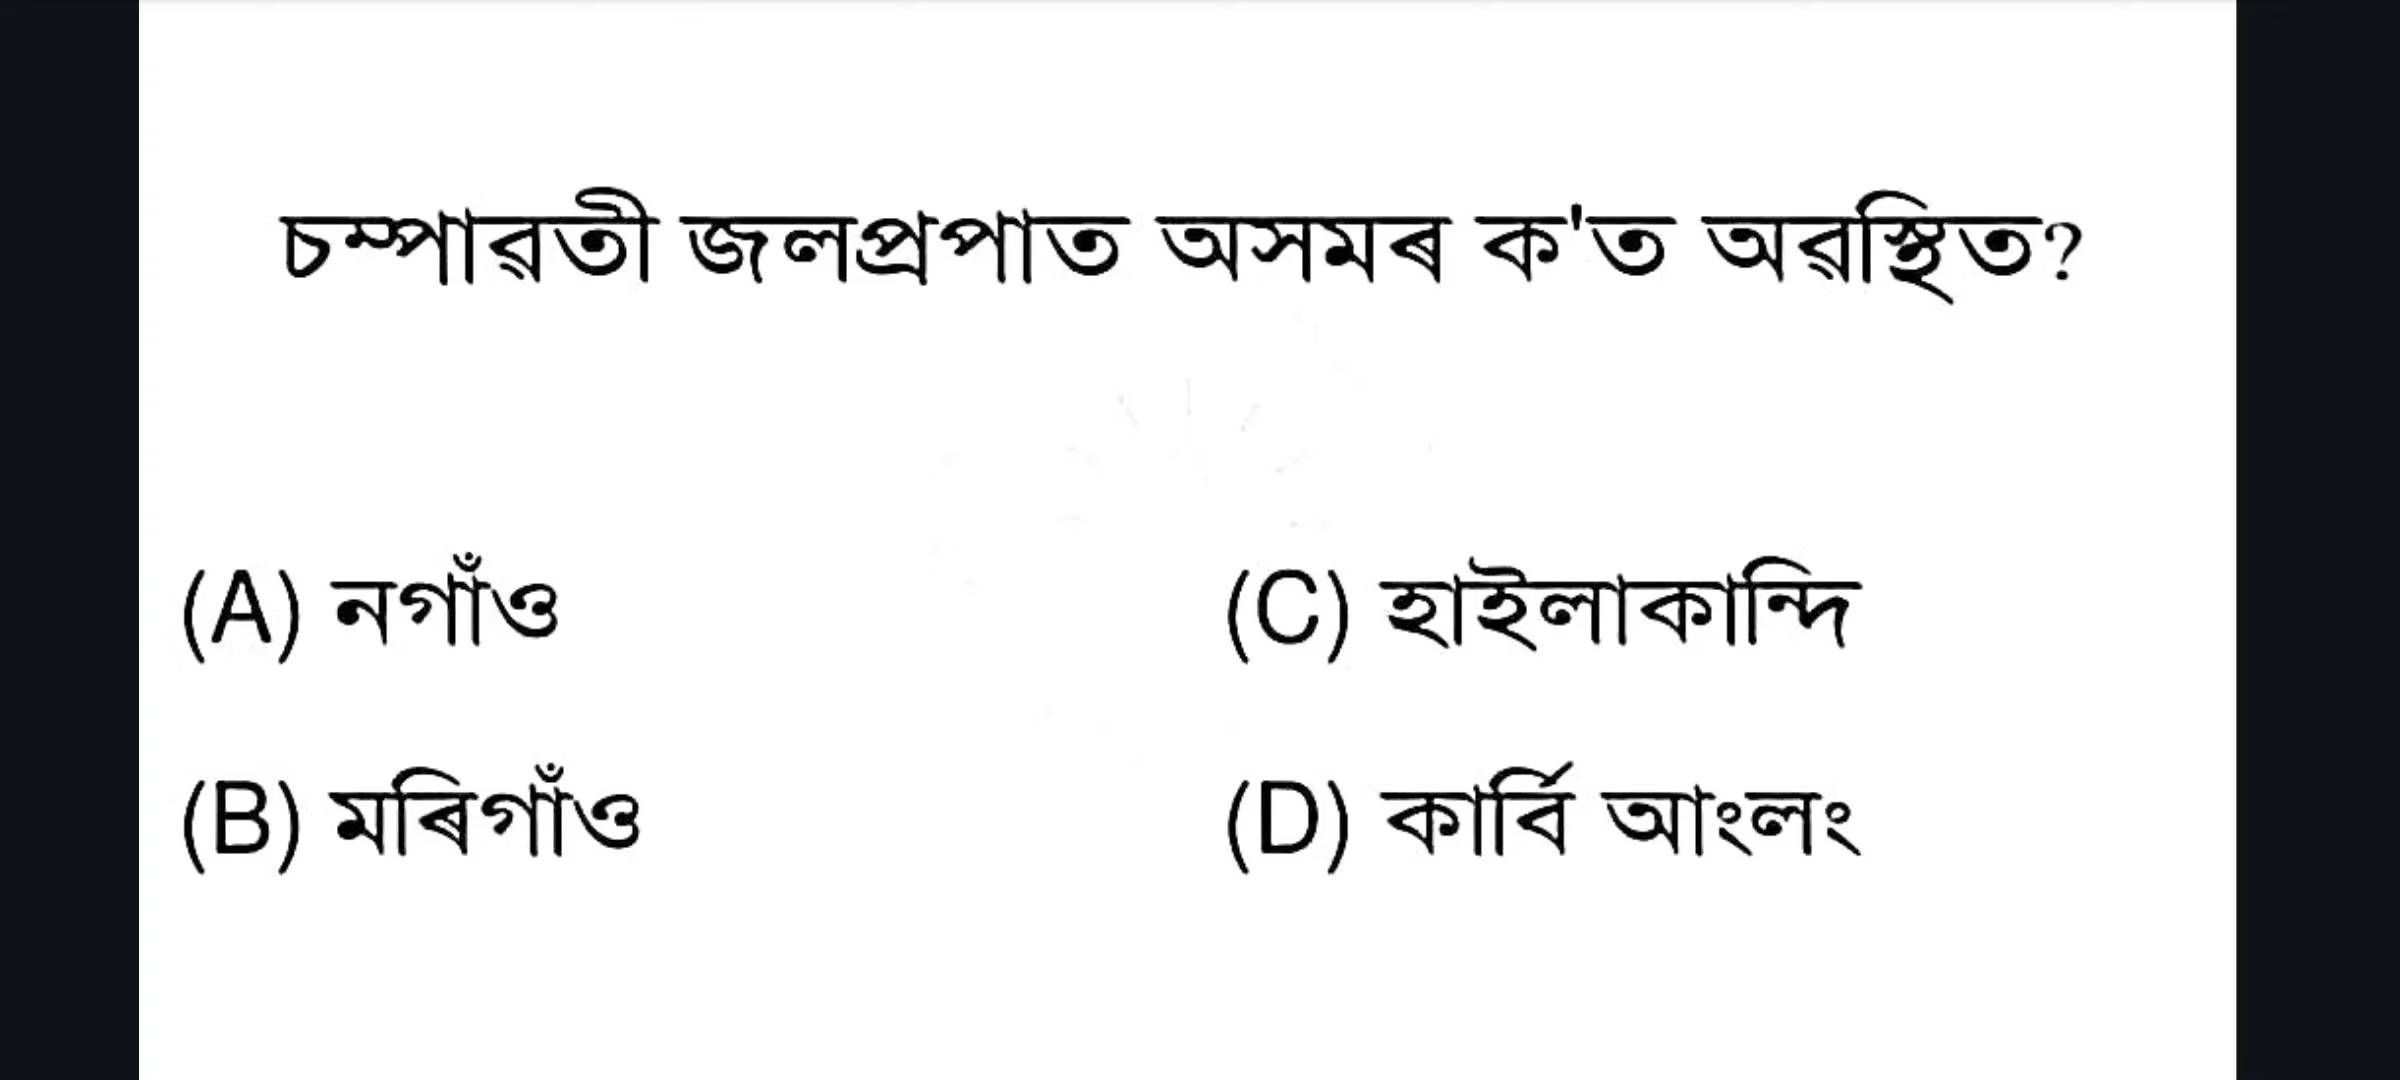 চম্পাৱতী জলপ্ৰপাত অসমৰ ক'ত অৱস্থিত?
(A) নগাঁও
(C) হাইলাকান্দি
(B) মৰিগাঁও
(D) কাৰ্বি আংলং